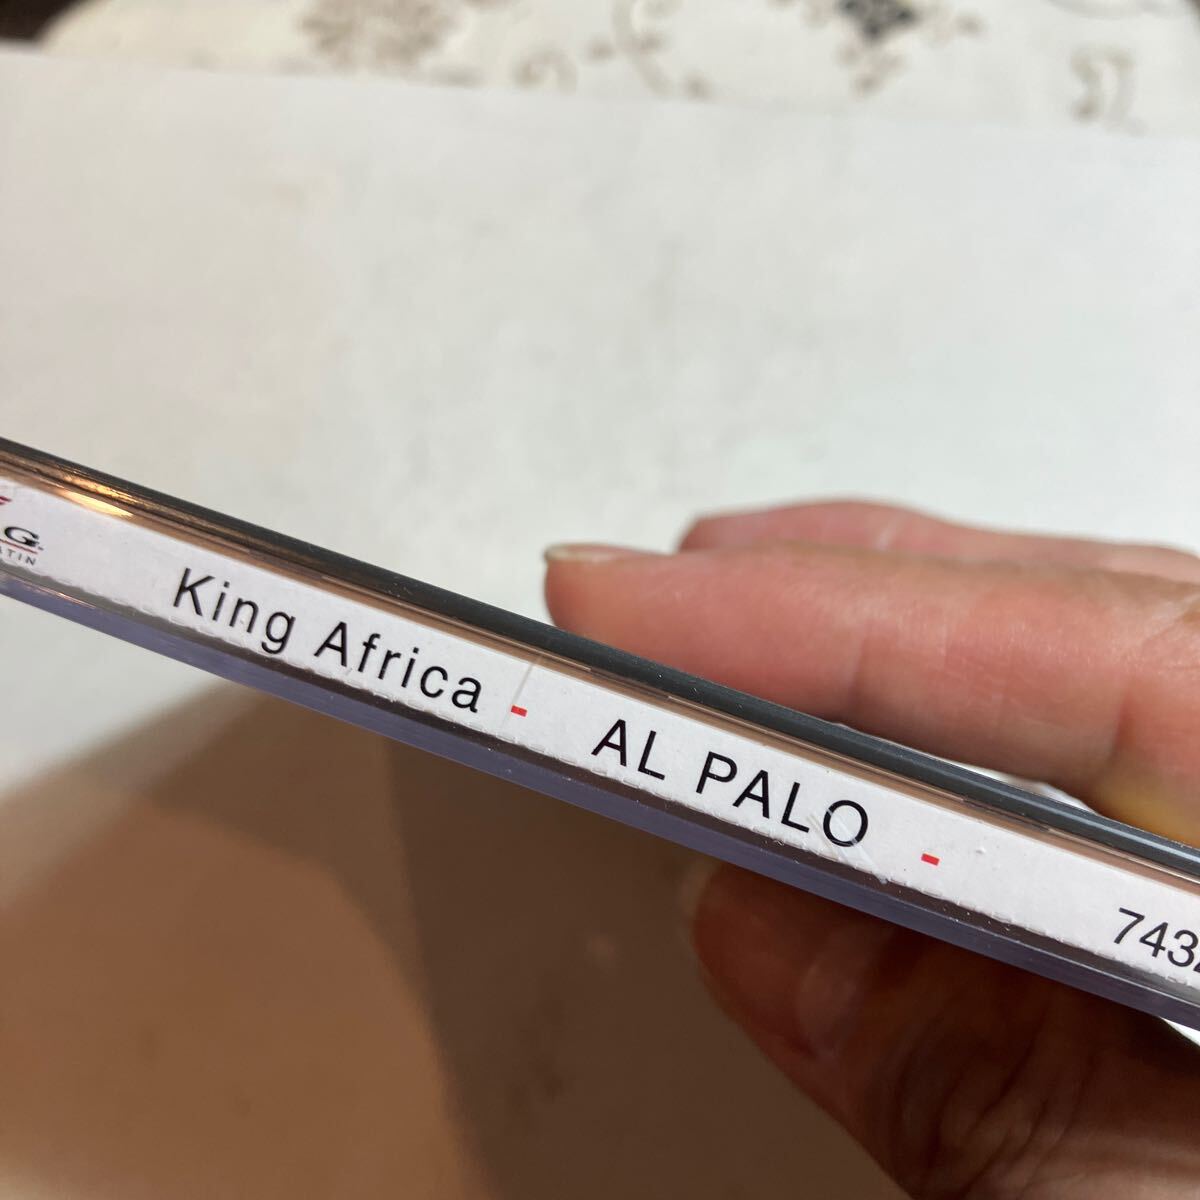 King Africa - AL PALO - 743